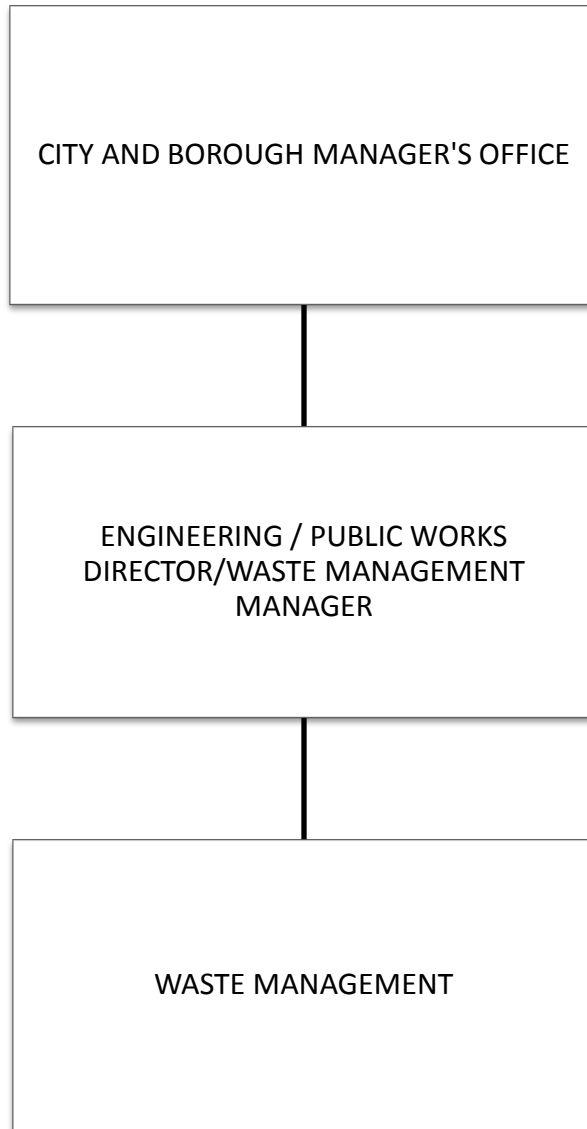 CITY AND BOROUGH MANAGER'S OFFICE
ENGINEERING / PUBLIC WORKS
DIRECTOR/WASTE MANAGEMENT
MANAGER
WASTE MANAGEMENT